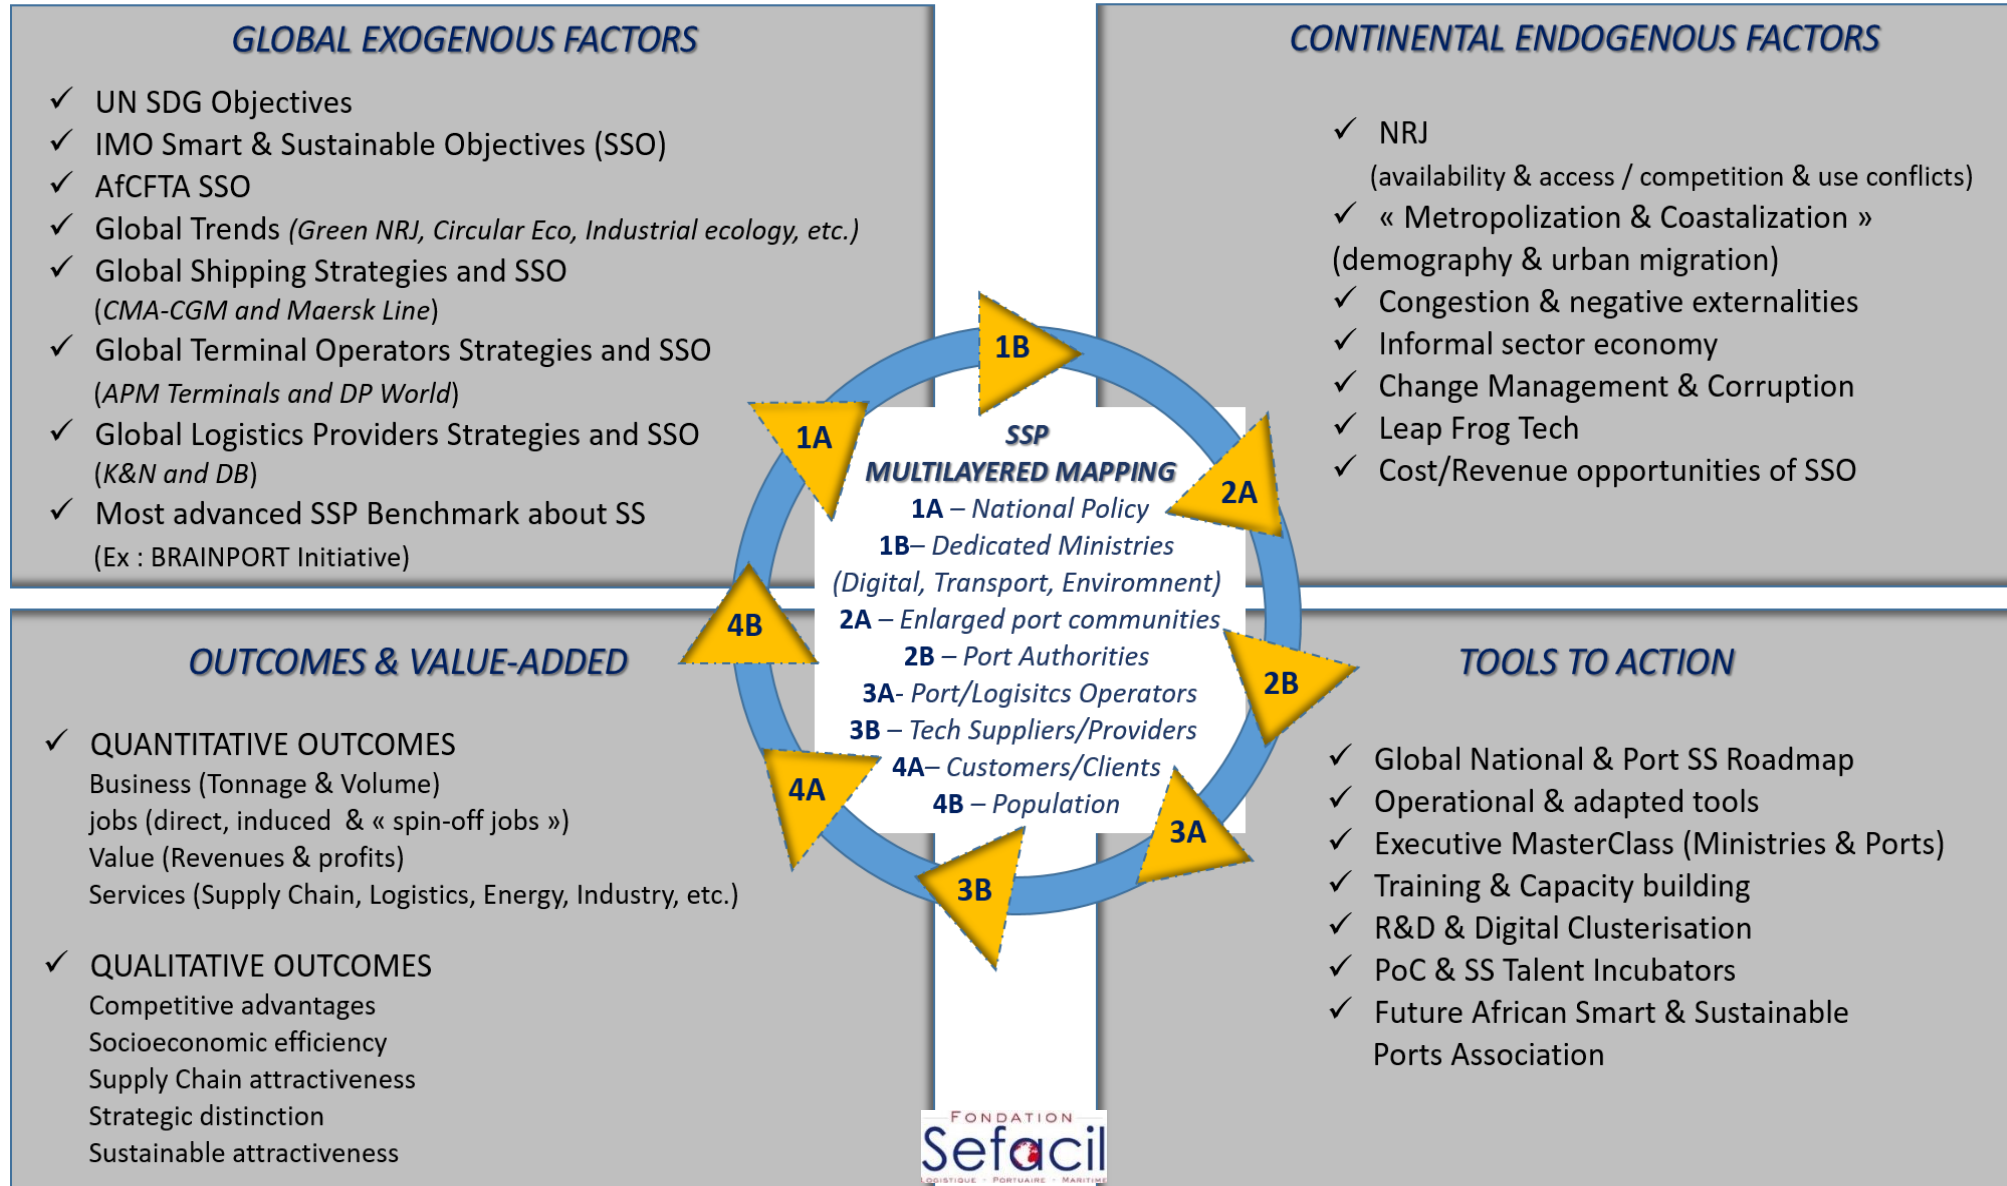 GLOBAL EXOGENOUS FACTORS
✓ UN SDG Objectives
✓ IMO Smart & Sustainable Objectives (SSO)
✓ AfCFTA SSO
✓ Global Trends (Green NRJ, Circular Eco, Industrial ecology, etc.)
✓ Global Shipping Strategies and SSO
(CMA-CGM and Maersk Line)
✓ Global Terminal Operators Strategies and SSO
(APM Terminals and DP World)
✓ Global Logistics Providers Strategies and SSO
(K&N and DB)
✓ Most advanced SSP Benchmark about SS
(Ex : BRAINPORT Initiative)
CONTINENTAL ENDOGENOUS FACTORS
✓ NRJ
(availability & access / competition & use conflicts)
✓ « Metropolization & Coastalization »
(demography & urban migration)
✓ Congestion & negative externalities
✓ Informal sector economy
✓ Change Management & Corruption
✓ Leap Frog Tech
✓ Cost/Revenue opportunities of SSO
1A
1B
2A
2B
3A
3B
4A
4B
SSP
MULTILAYERED MAPPING
1A – National Policy
1B– Dedicated Ministries
(Digital, Transport, Enviromnent)
2A – Enlarged port communities
2B – Port Authorities
3A- Port/Logisitcs Operators
3B – Tech Suppliers/Providers
4A– Customers/Clients
4B – Population
OUTCOMES & VALUE-ADDED
✓ QUANTITATIVE OUTCOMES
Business (Tonnage & Volume)
jobs (direct, induced & « spin-off jobs »)
Value (Revenues & profits)
Services (Supply Chain, Logistics, Energy, Industry, etc.)
✓ QUALITATIVE OUTCOMES
Competitive advantages
Socioeconomic efficiency
Supply Chain attractiveness
Strategic distinction
Sustainable attractiveness
TOOLS TO ACTION
✓ Global National & Port SS Roadmap
✓ Operational & adapted tools
✓ Executive MasterClass (Ministries & Ports)
✓ Training & Capacity building
✓ R&D & Digital Clusterisation
✓ PoC & SS Talent Incubators
✓ Future African Smart & Sustainable
Ports Association
FONDATION
Sefacil
LOGISTIQUE - PORTUAIRE - MARITIME